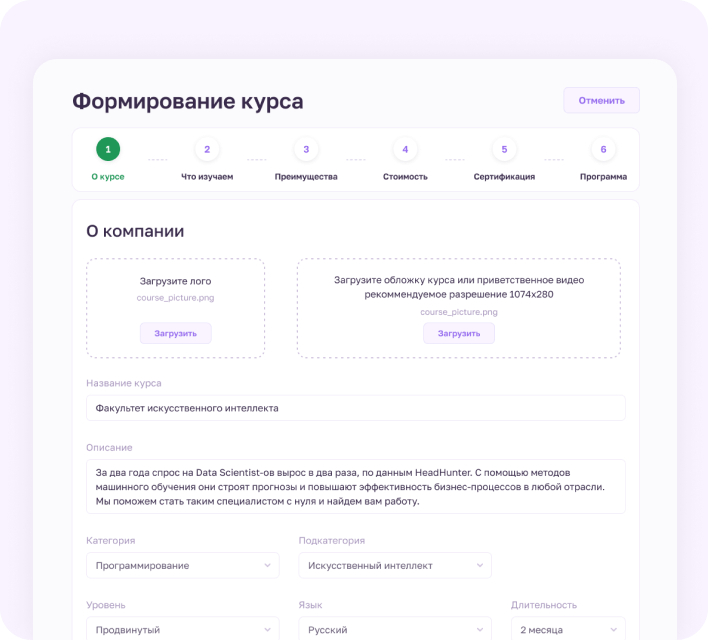 Формирование курса
Отменить
1
2
3
4
5
6
О курсе
Что изучаем
Преимущества
Стоимость
Сертификация
Программа
О компании
Загрузите лого
course_picture.png
Загрузить
Загрузите обложку курса или приветственное видео
рекоммендуемое разрешение 1074x280
course_picture.png
Загрузить
Название курса
Факультет искусственного интеллекта
Описание
За два года спрос на Data Scientist-ов вырос в два раза, по данным HeadHunter. С помощью методов
машинного обучения они строят прогнозы и повышают эффективность бизнес-процессов в любой отрасли.
Мы поможем стать таким специалистом с нуля и найдем вам работу.
Категория
Подкатегория
Программирование
Искусственный интеллект
Уровень
Язык
Длительность
Продвинутый
Русский
2 месяца